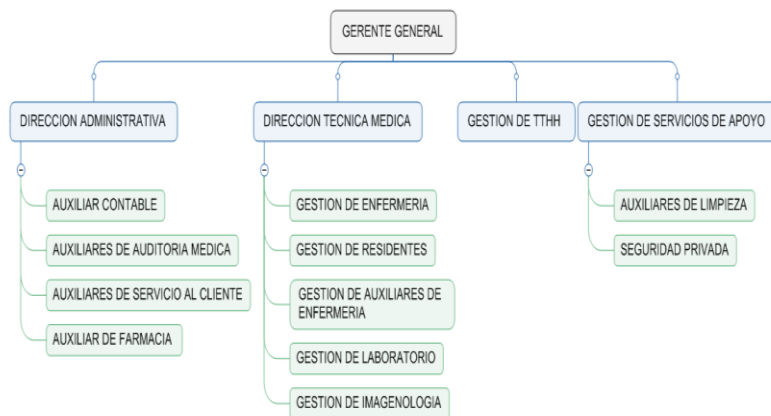 GERENTE GENERAL
DIRECCION ADMINISTRATIVA
DIRECCION TECNICA MEDICA
GESTION DE TTHH
GESTION DE SERVICIOS DE APOYO
AUXILIAR CONTABLE
AUXILIARES DE AUDITORIA MEDICA
AUXILIARES DE SERVICIO AL CLIENTE
AUXILIAR DE FARMACIA
GESTION DE ENFERMERIA
GESTION DE RESIDENTES
GESTION DE AUXILIARES DE
ENFERMERIA
GESTION DE LABORATORIO
GESTION DE IMAGENOLOGIA
AUXILIARES DE LIMPIEZA
SEGURIDAD PRIVADA